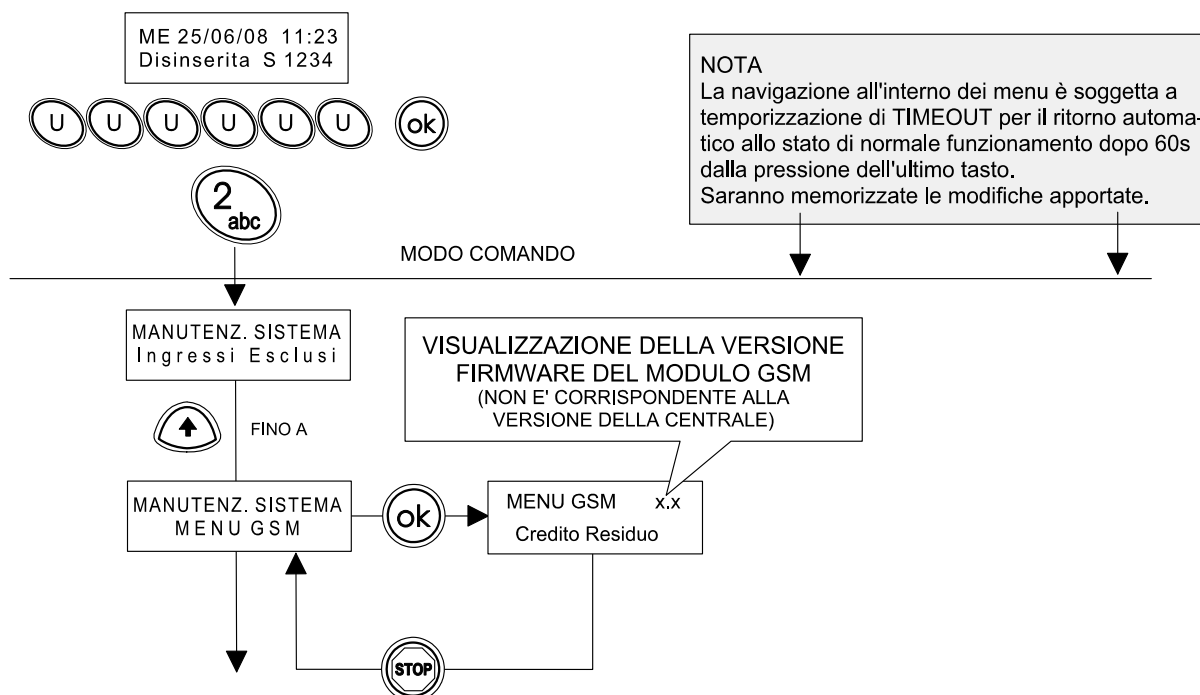 ME 25/06/08 11:23
Disinserita S 1234
U U U U U U ok
NOTA
La navigazione all'interno dei menu è soggetta a
temporizzazione di TIMEOUT per il ritorno automa-
tico allo stato di normale funzionamento dopo 60s
dalla pressione dell'ultimo tasto.
Saranno memorizzate le modifiche apportate.
2
abc
MODO COMANDO
MANUTENZ. SISTEMA
Ingressi Esclusi
VISUALIZZAZIONE DELLA VERSIONE
FIRMWARE DEL MODULO GSM
(NON E' CORRISPONDENTE ALLA
VERSIONE DELLA CENTRALE)
FINO A
MANUTENZ. SISTEMA
MENU GSM
ok
MENU GSM x.x
Credito Residuo
STOP